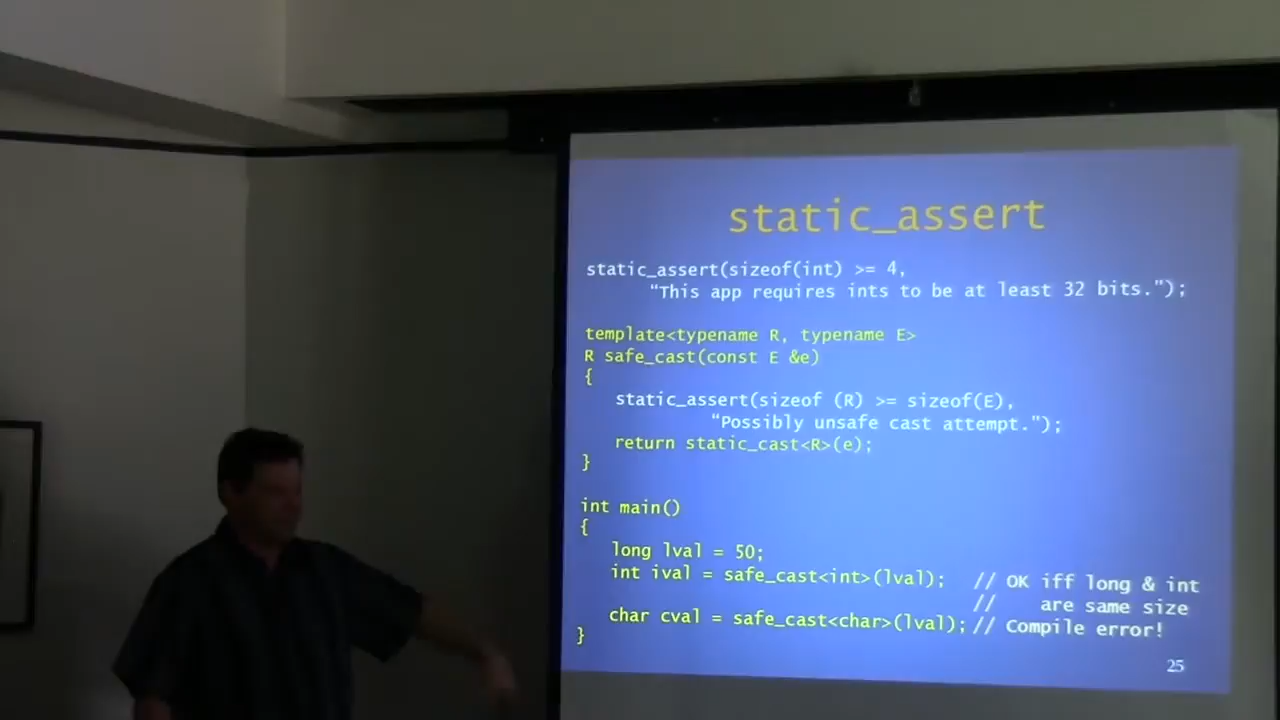 static_assert
static_assert(sizeof(int) >= 4,
“This app requires ints to be at least 32 bits.”);
template<typename R, typename E>
R safe_cast(const E &e)
{
static_assert(sizeof (R) >= sizeof(E),
“Possibly unsafe cast attempt.”);
return static_cast<R>(e);
}
int main()
{
long lval = 50;
int ival = safe_cast<int>(lval); // OK iff long & int
// are same size
char cval = safe_cast<char>(lval); // Compile error!
}
25